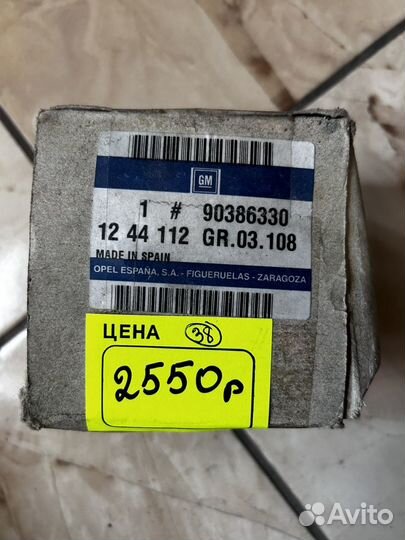 GM
1 # 90386330
12 44 112 GR.03.108
MADE IN SPAIN
OPEL ESPAÑA, S.A. - FIGUERUELAS - ZARAGOZA
ЦЕНА 38
2550р
Avito